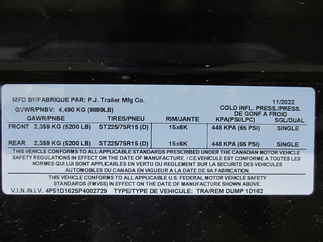 MFD BY/FABRIQUE PAR: P.J. Trailer Mfg Co. 11/2022
GVWR/PNBV: 4,490 KG (9899LB) COLD INFL. PRESS./PRESS.
DE GONF A FROID
GAWR/PNBE TIRES/PNEU RIM/JANTE KPA(PSI/LPC) SGL/DUAL
FRONT 2,359 KG (5200 LB) ST225/75R15 (D) 15x6K 448 KPA (65 PSI) SINGLE
REAR 2,359 KG (5200 LB) ST225/75R15 (D) 15x6K 448 KPA (65 PSI) SINGLE
THIS VEHICLE CONFORMS TO ALL APPLICABLE STANDARDS PRESCRIBED UNDER THE CANADIAN MOTOR VEHICLE
SAFETY REGULATIONS IN EFFECT ON THE DATE OF MANUFACTURE / CE VEHICULE EST CONFORME A TOUTES
LES NORMES QUI LUI SONT APPLICABLES EN VERTU DU REGLEMENT SUR LA SECURITE DES VEHICULES
AUTOMOBILES DU CANADA EN VIGUEUR A LA DATE DE SA FABRICATION
THIS VEHICLE CONFORMS TO ALL APPLICABLE U.S. FEDERAL MOTOR VEHICLE SAFETY
STANDARDS (FMVSS) IN EFFECT ON THE DATE OF MANUFACTURE
V.I.N./N.I.V. 4P51D1625P4002729 TYPE/TYPE DE VEHICULE: TRA/REM DUMP D1162